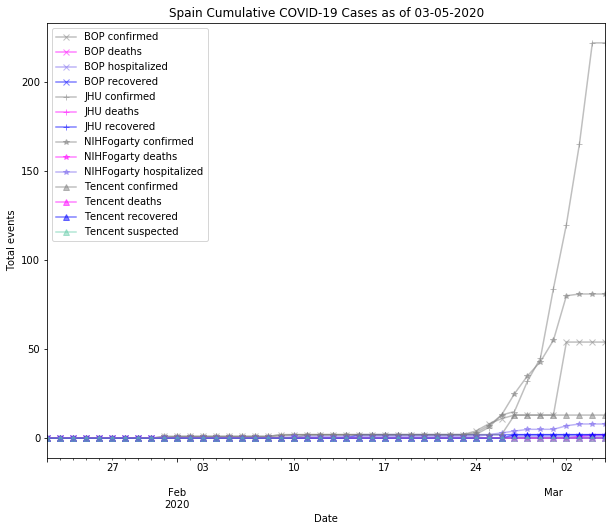 Spain Cumulative COVID-19 Cases as of 03-05-2020
BOP confirmed
BOP deaths
BOP hospitalized
BOP recovered
JHU confirmed
JHU deaths
JHU recovered
NIHFogarty confirmed
NIHFogarty deaths
NIHFogarty hospitalized
Tencent confirmed
Tencent deaths
Tencent recovered
Tencent suspected
Total events
200
150
100
50
0
27 03 10 17 24 02
Feb Mar
2020
Date